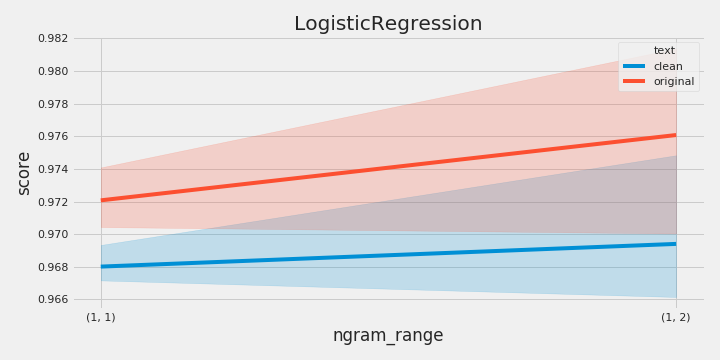 LogisticRegression
0.982
0.980
0.978
0.976
0.974
0.972
0.970
0.968
0.966
score
text
clean
original
(1, 1)
(1, 2)
ngram_range